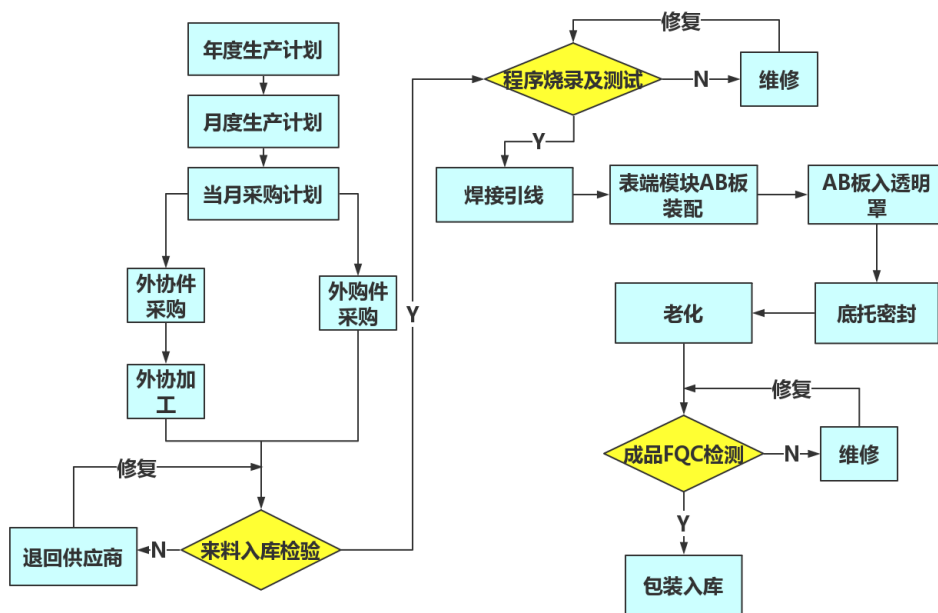 年度生产计划
月度生产计划
当月采购计划
外协件
采购
外购件
采购
外协加
工
修复
来料入库检验
N
退回供应商
Y
修复
程序烧录及测试
N
维修
Y
焊接引线
表端模块AB板
装配
AB板入透明
罩
底托密封
老化
修复
成品FQC检测
N
维修
Y
包装入库